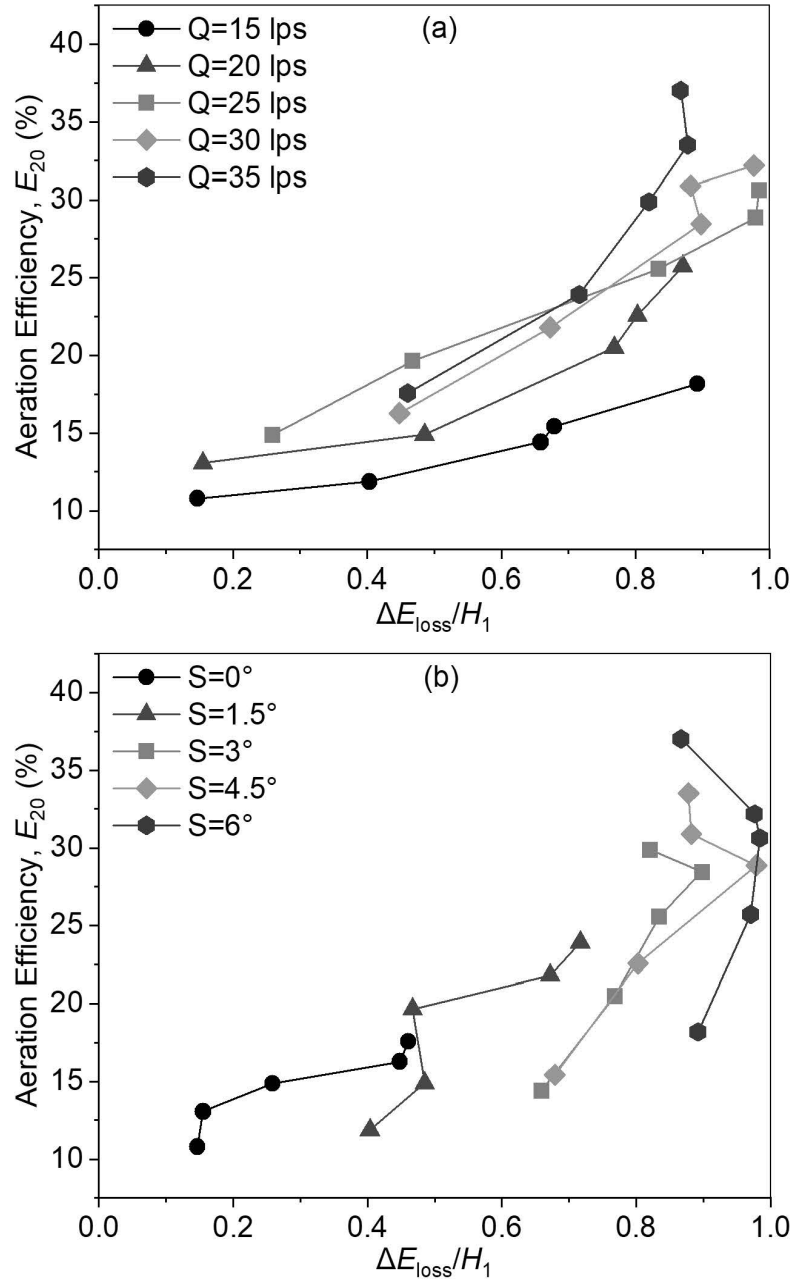 (a)
Q=15 lps
Q=20 lps
Q=25 lps
Q=30 lps
Q=35 lps
Aeration Efficiency, E₂₀ (%)
40
35
30
25
20
15
10
0.0 0.2 0.4 0.6 0.8 1.0
ΔE_loss/H₁
(b)
S=0°
S=1.5°
S=3°
S=4.5°
S=6°
Aeration Efficiency, E₂₀ (%)
40
35
30
25
20
15
10
0.0 0.2 0.4 0.6 0.8 1.0
ΔE_loss/H₁